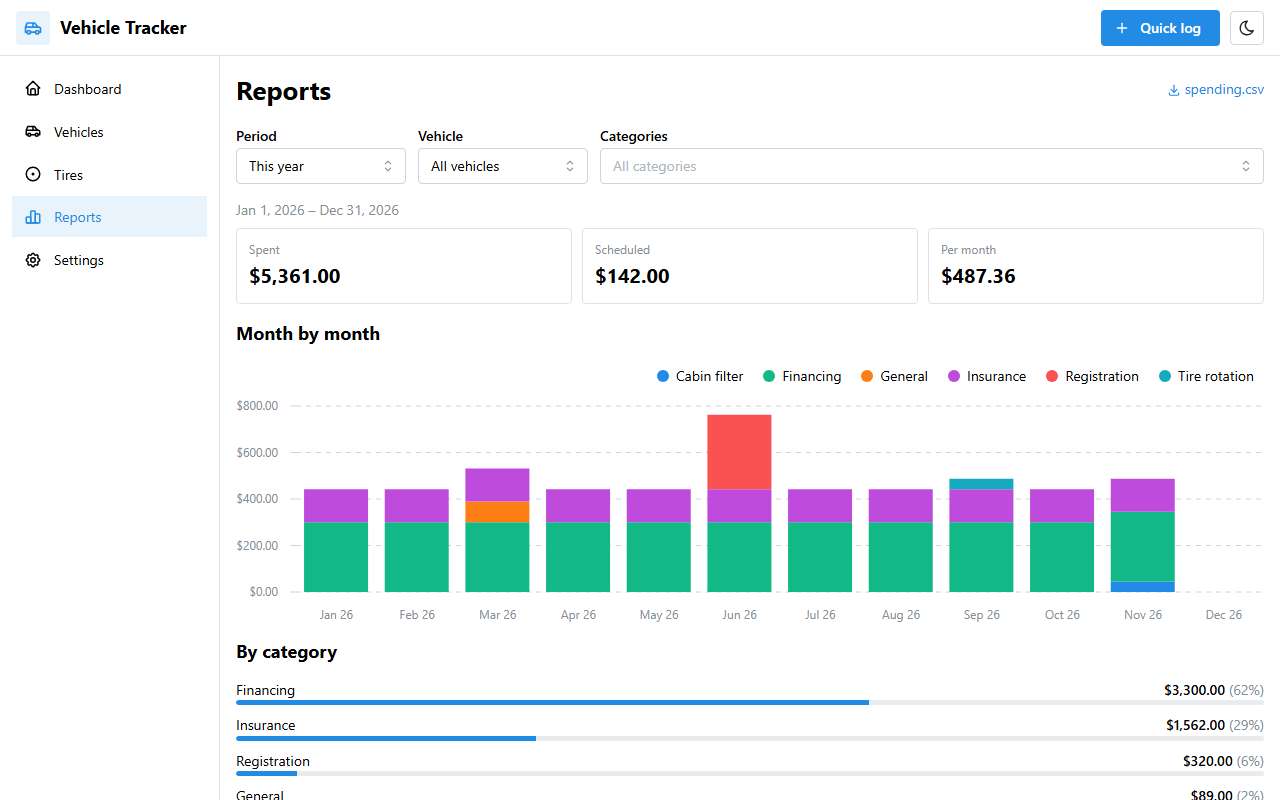 Vehicle Tracker
Quick log
Dashboard
Vehicles
Tires
Reports
Settings
Reports
spending.csv
Period Vehicle Categories
This year All vehicles All categories
Jan 1, 2026 – Dec 31, 2026
Spent Scheduled Per month
$5,361.00 $142.00 $487.36
Month by month
Cabin filter Financing General Insurance Registration Tire rotation
$800.00
$600.00
$400.00
$200.00
$0.00
Jan 26 Feb 26 Mar 26 Apr 26 May 26 Jun 26 Jul 26 Aug 26 Sep 26 Oct 26 Nov 26 Dec 26
By category
Financing $3,300.00 (62%)
Insurance $1,562.00 (29%)
Registration $320.00 (6%)
General $89.00 (2%)